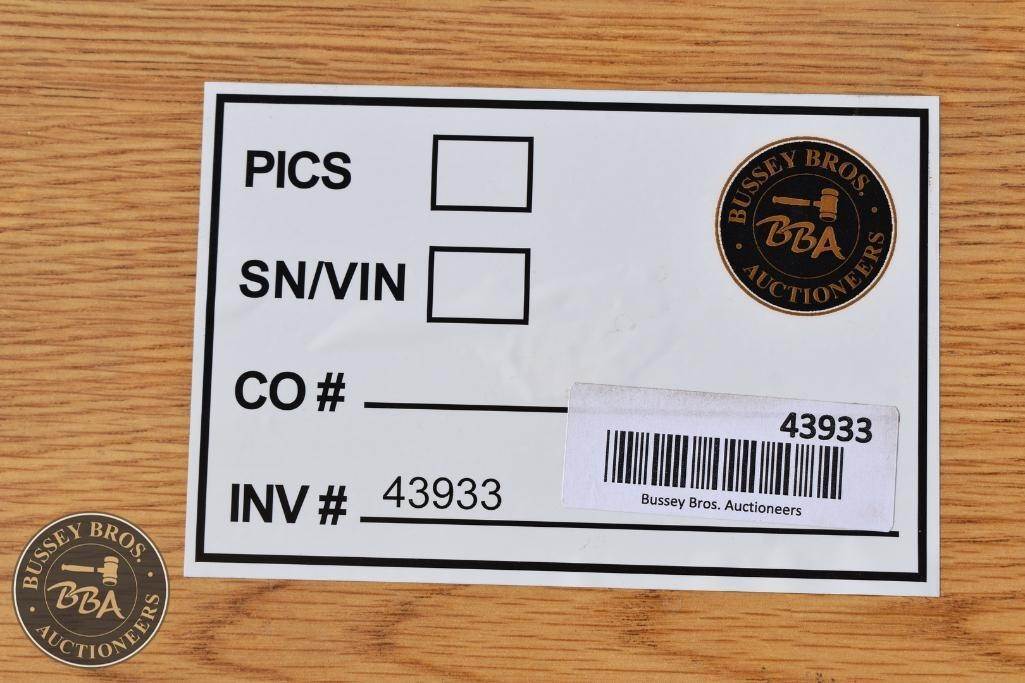 PICS
BUSSEY BROS.
BBA
AUCTIONEERS
SN/VIN
CO #
43933
Bussey Bros. Auctioneers
INV # 43933
BUSSEY BROS.
BBA
AUCTIONEERS